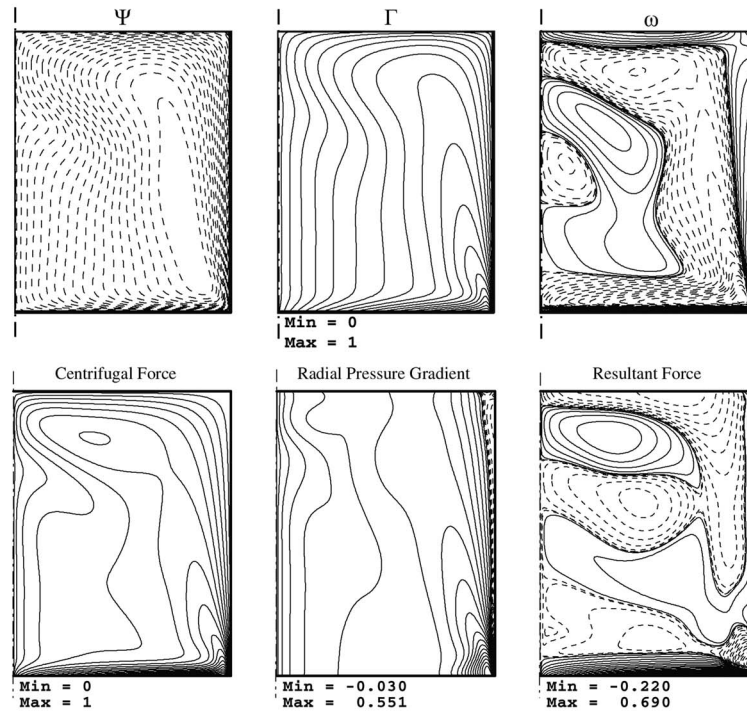 Ψ Γ ω
Min = 0
Max = 1
Centrifugal Force Radial Pressure Gradient Resultant Force
Min = 0 Min = -0.030 Min = -0.220
Max = 1 Max = 0.551 Max = 0.690